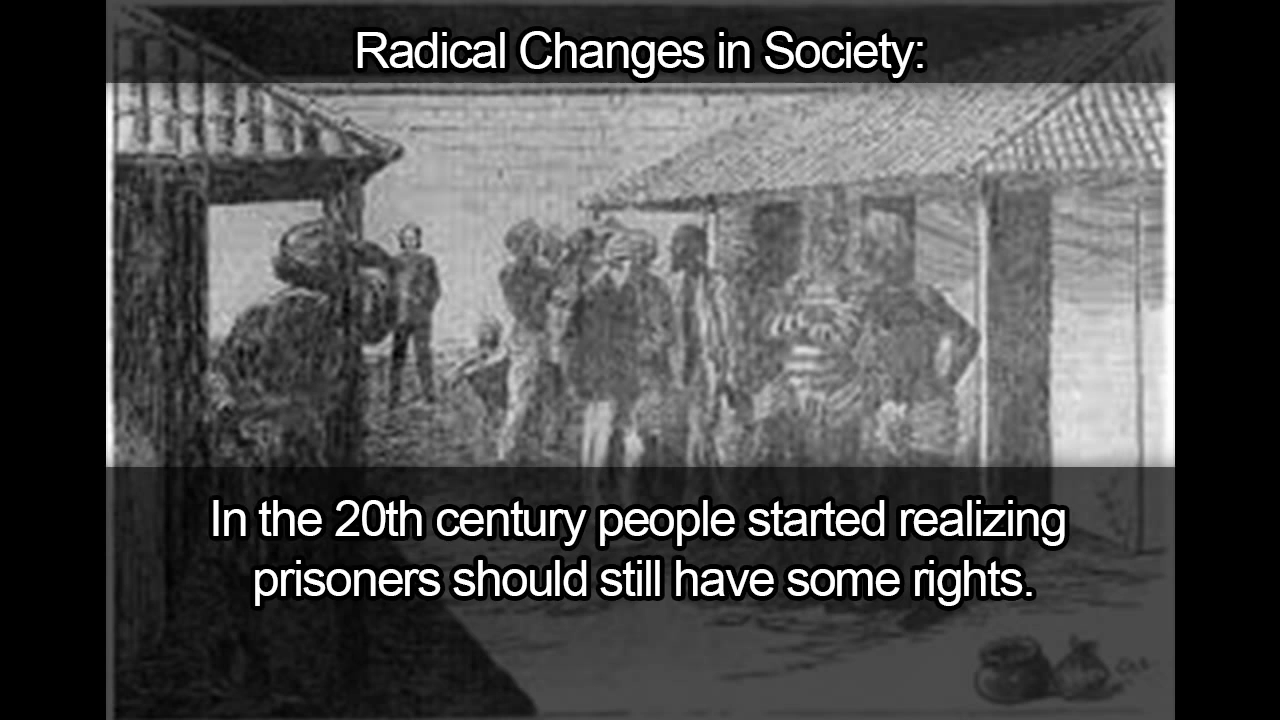 Radical Changes in Society:
In the 20th century people started realizing
prisoners should still have some rights.